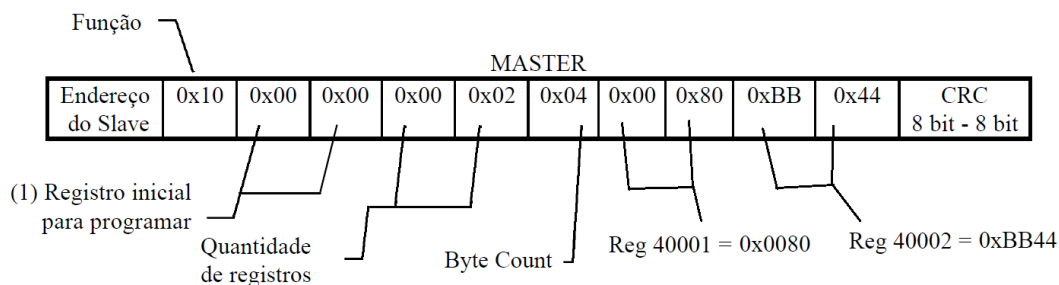 Função
MASTER
Endereço do Slave 0x10 0x00 0x00 0x00 0x02 0x04 0x00 0x80 0xBB 0x44 CRC 8 bit - 8 bit
(1) Registro inicial
para programar
Quantidade
de registros
Byte Count
Reg 40001 = 0x0080
Reg 40002 = 0xBB44